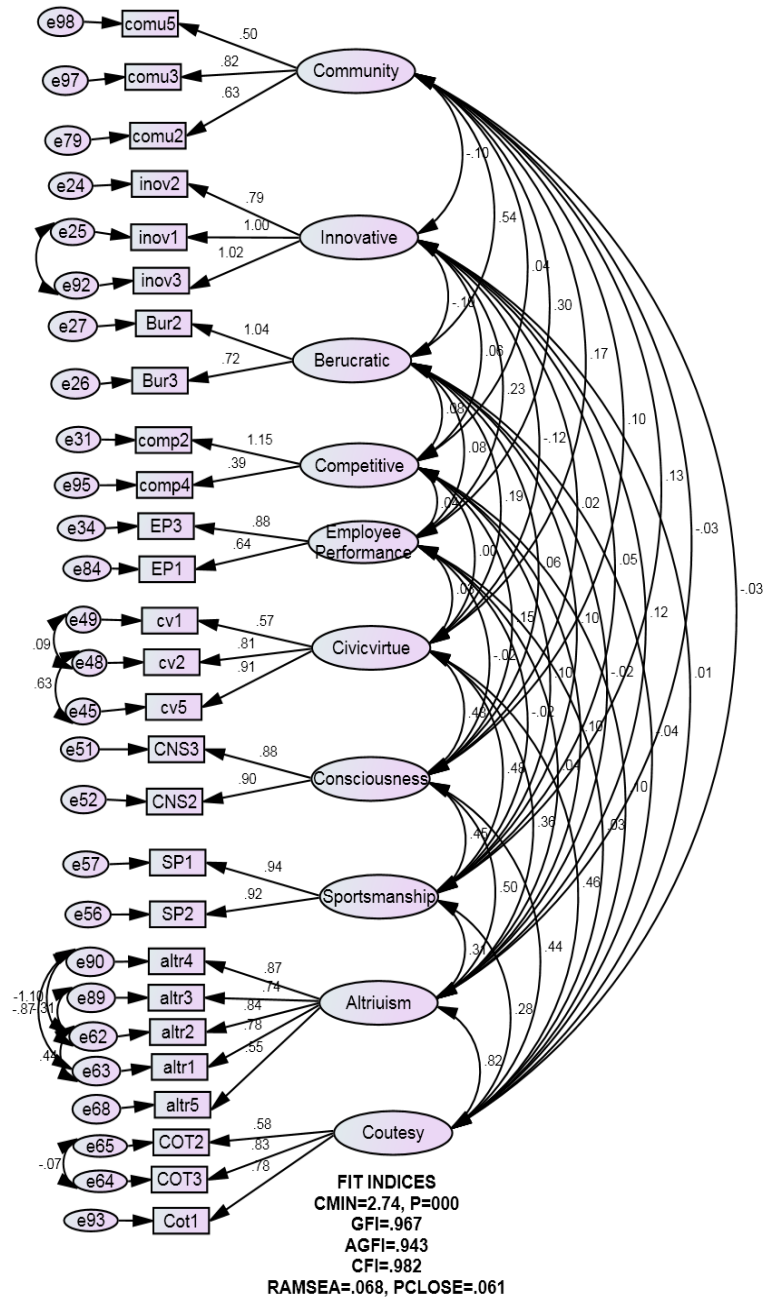 e98 comu5 .50
e97 comu3 .82 Community
e79 comu2 .63
e24 inov2 .79 -.10
e25 inov1 1.00 Innovative .54
e92 inov3 1.02 .04
e27 Bur2 1.04 .30
Berucratic .06 .17
e26 Bur3 .72 .23
.08 .10
e31 comp2 1.15 -.12
Competitive .08 .13
e95 comp4 .39 .19 .02
e34 EP3 .88 Employee -.03
e84 EP1 .64 Performance .00 .06 .05
-.03
e49 cv1 .57 .15 .10 .12
.09 e48 cv2 .81 Civicvirtue -.02
.63 .91 .10 -.02 .01
e45 cv5 -.02
e51 CNS3 .88 .10 -.04
.48 .04
e52 CNS2 .90 Consciousness .10
.36 .03
e57 SP1 .94 .45
.50 .46
e56 SP2 .92 Sportsmanship
.31 .44
e90 altr4 .87
-1.10 e89 altr3 .74
-.87 .31 .84 Altriuism .28
e62 altr2 .78
.44 e63 altr1 .55 .82
e68 altr5
e65 COT2 .58 Coutesy
-.07 .83
e64 COT3 .78
e93 Cot1
FIT INDICES
CMIN=2.74, P=000
GFI=.967
AGFI=.943
CFI=.982
RAMSEA=.068, PCLOSE=.061